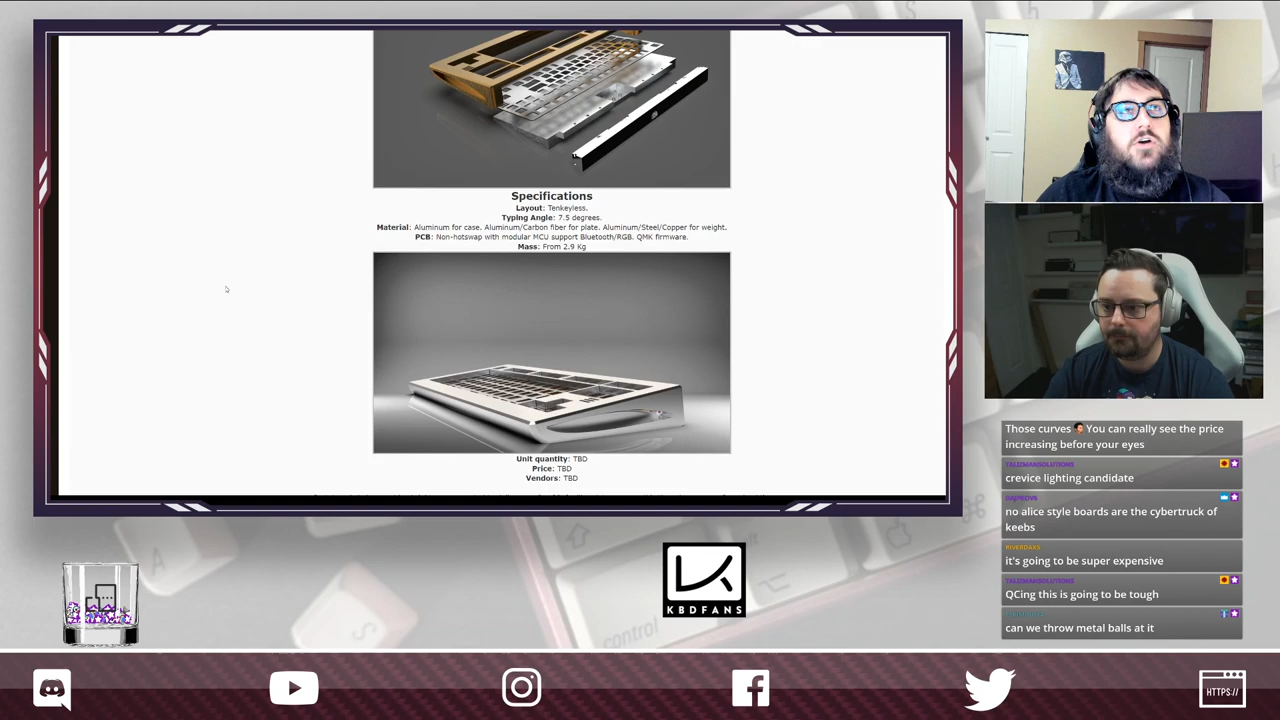 Specifications
Layout: Tenkeyless.
Typing Angle: 7.5 degrees.
Material: Aluminum for case. Aluminum/Carbon fiber for plate. Aluminum/Steel/Copper for weight.
PCB: Non-hotswap with modular MCU support Bluetooth/RGB. QMK firmware.
Mass: From 2.9 Kg
Unit quantity: TBD
Price: TBD
Vendors: TBD
Those curves You can really see the price
increasing before your eyes
TALIZMANSOLUTIONS
crevice lighting candidate
no alice style boards are the cybertruck of
keebs
RIVERDAXS
it's going to be super expensive
TALIZMANSOLUTIONS
QCing this is going to be tough
can we throw metal balls at it
KBDFANS
control
HTTPS://